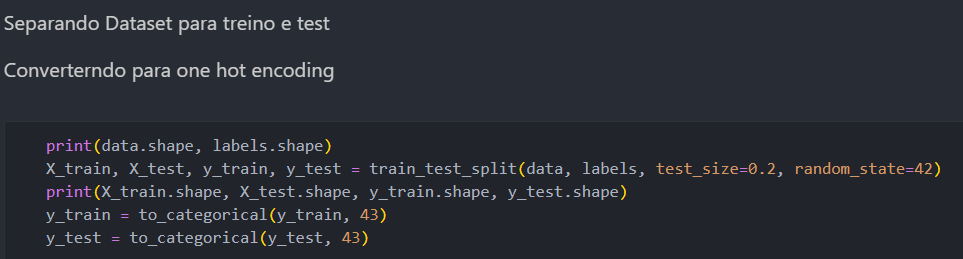 Separando Dataset para treino e test
Converterndo para one hot encoding
print(data.shape, labels.shape)
X_train, X_test, y_train, y_test = train_test_split(data, labels, test_size=0.2, random_state=42)
print(X_train.shape, X_test.shape, y_train.shape, y_test.shape)
y_train = to_categorical(y_train, 43)
y_test = to_categorical(y_test, 43)